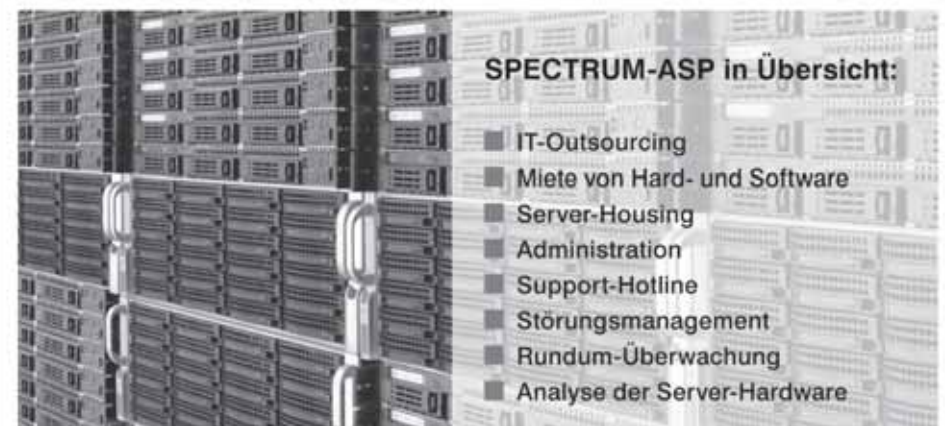 SPECTRUM-ASP in Übersicht:
IT-Outsourcing
Miete von Hard- und Software
Server-Housing
Administration
Support-Hotline
Störungsmanagement
Rundum-Überwachung
Analyse der Server-Hardware